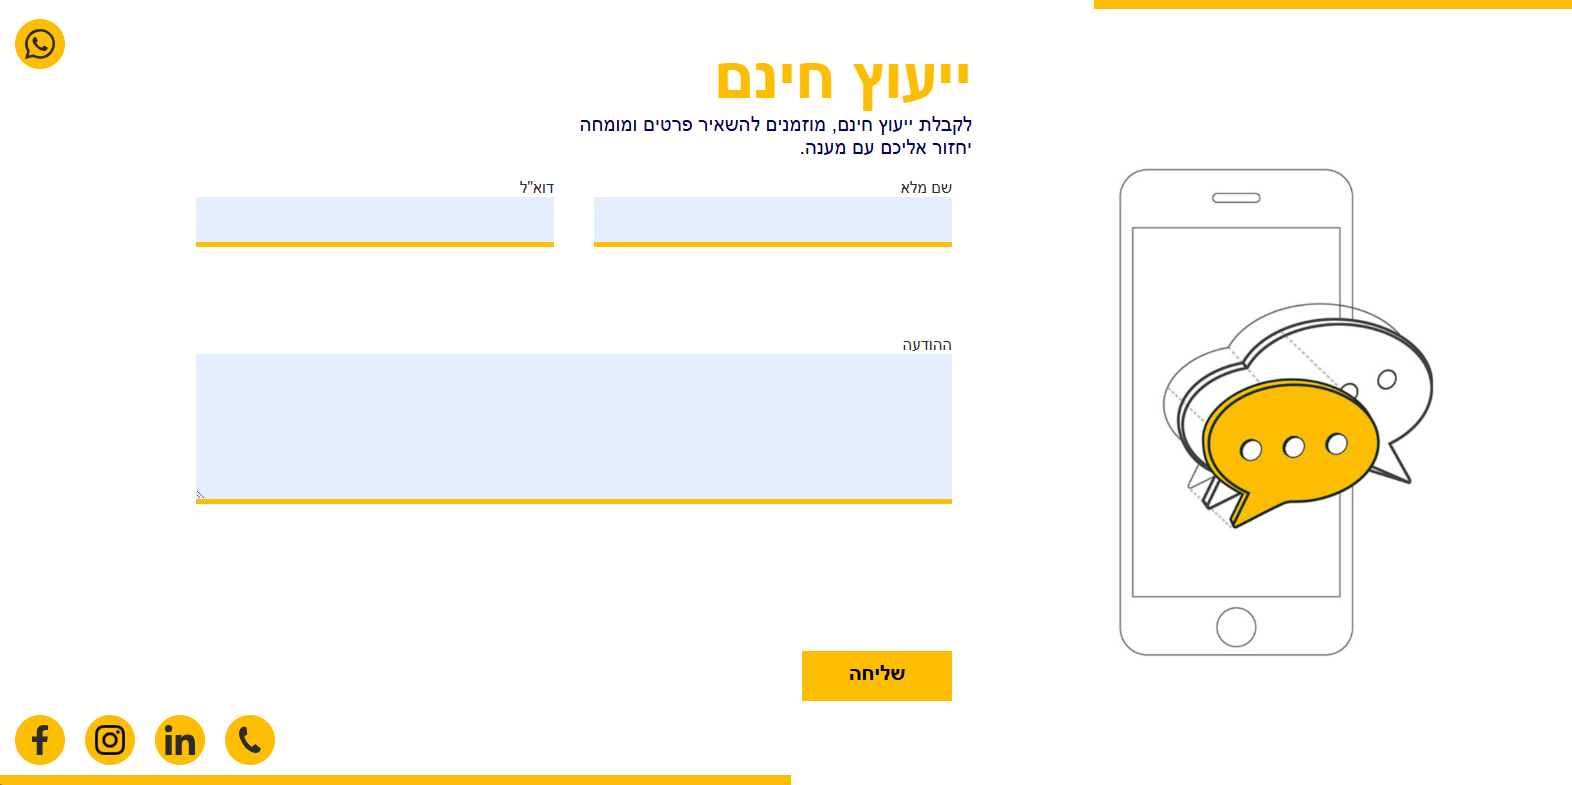 ייעוץ חינם
לקבלת ייעוץ חינם, מוזמנים להשאיר פרטים ומומחה
יחזור אליכם עם מענה.
שם מלא
דוא"ל
ההודעה
שליחה